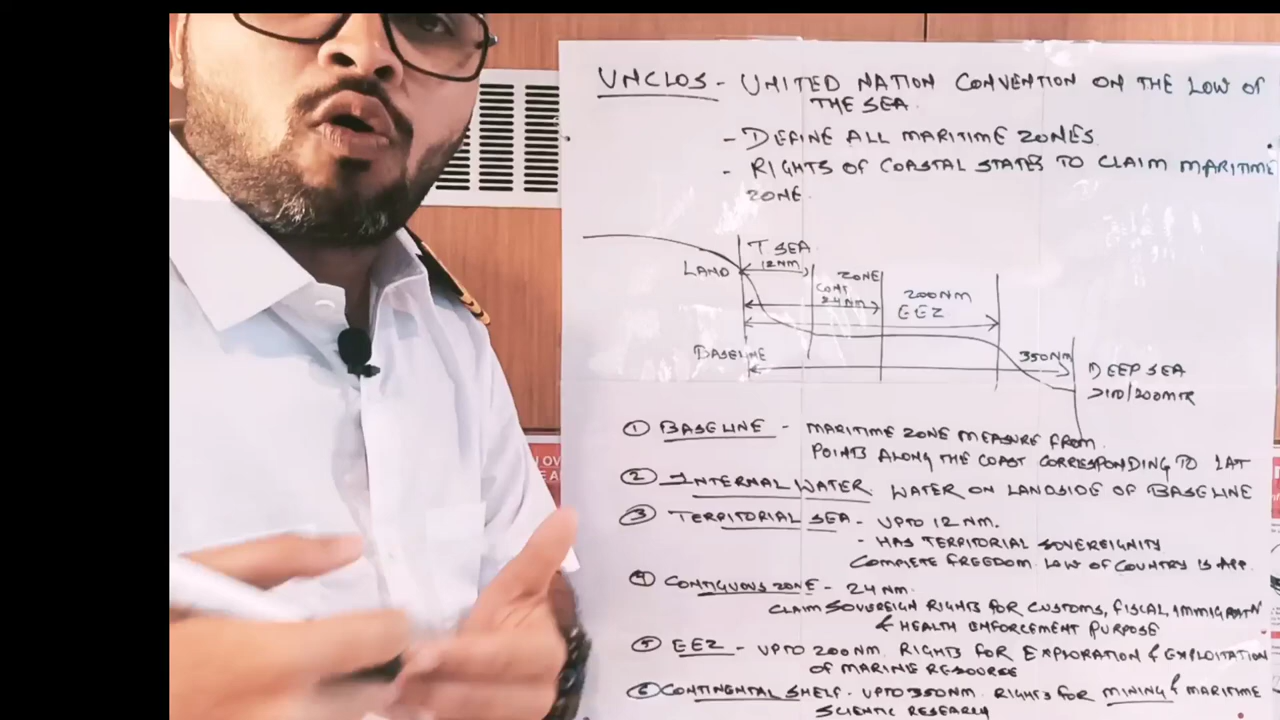 UNCLOS - UNITED NATION CONVENTION ON THE LOW OF
THE SEA.
- DEFINE ALL MARITIME ZONES.
- RIGHTS OF COASTAL STATES TO CLAIM MARITIME
ZONE.
T SEA
12NM
LAND
ZONE
CONT
24NM
200NM
EEZ
BASELINE
350NM
DEEP SEA
① BASELINE - MARITIME ZONE MEASURE FROM
POINTS ALONG THE COAST CORRESPONDING TO LAT
② INTERNAL WATER. WATER ON LANDSIDE OF BASELINE
③ TERRITORIAL SEA - UPTO 12 NM.
- HAS TERRITORIAL SOVEREIGNITY
COMPLETE FREEDOM. LAW OF COUNTRY IS APP.
④ CONTIGUOUS ZONE - 24 NM.
CLAIM SOVEREIGN RIGHTS FOR CUSTOMS, FISCAL, IMMIGRATION
& HEALTH ENFORCEMENT PURPOSE
⑤ EEZ - UPTO 200NM. RIGHTS FOR EXPLORATION & EXPLOITATION
OF MARINE RESOURCE
⑥ CONTINENTAL SHELF - UPTO 350NM. RIGHTS FOR MINING & MARITIME
SCIENTIC RESEARCH